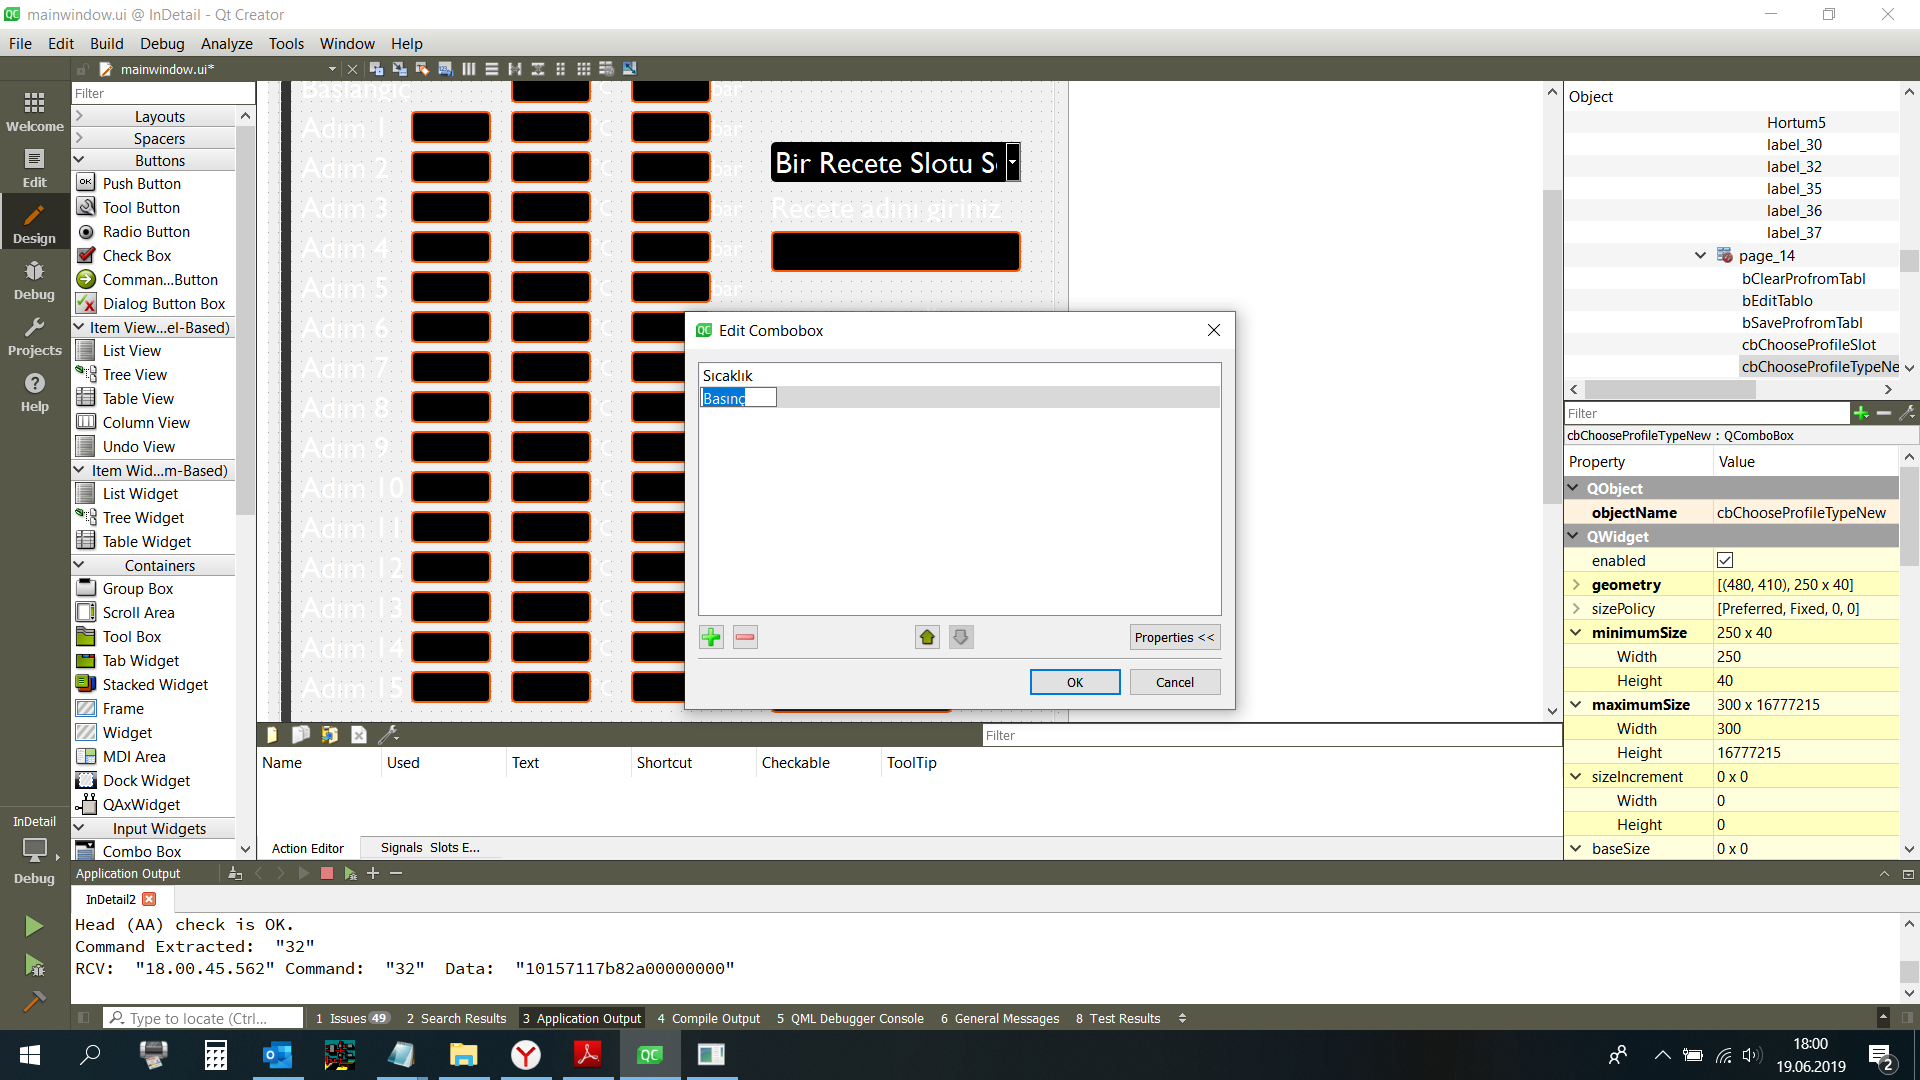 mainwindow.ui @ InDetail - Qt Creator
File Edit Build Debug Analyze Tools Window Help
mainwindow.ui*
Welcome
Edit
Design
Debug
Projects
Help
InDetail
Debug
Filter
Layouts
Spacers
Buttons
Push Button
Tool Button
Radio Button
Check Box
Comman...Button
Dialog Button Box
Item View...el-Based)
List View
Tree View
Table View
Column View
Undo View
Item Wid...m-Based)
List Widget
Tree Widget
Table Widget
Containers
Group Box
Scroll Area
Tool Box
Tab Widget
Stacked Widget
Frame
Widget
MDI Area
Dock Widget
QAxWidget
Input Widgets
Combo Box
Başlangıç bar
Adim 1 °C bar
Adim 2 °C bar
Adim 3 °C bar
Adim 4 °C bar
Adim 5 °C bar
Adim 6 °C
Adim 7 °C
Adim 8 °C
Adim 9 °C
Adim 10 °C
Adim 11 °C
Adim 12 °C
Adim 13 °C
Adim 14 °C
Adim 15 °C
Bir Recete Slotu S
Recete adını giriniz
Edit Combobox
Sıcaklık
Basınç
Properties <<
OK Cancel
Filter
Name Used Text Shortcut Checkable ToolTip
Action Editor Signals Slots E...
Object
Hortum5
label_30
label_32
label_35
label_36
label_37
page_14
bClearProfromTabl
bEditTablo
bSaveProfromTabl
cbChooseProfileSlot
cbChooseProfileTypeNe
Filter
cbChooseProfileTypeNew : QComboBox
Property Value
QObject
objectName cbChooseProfileTypeNew
QWidget
enabled
geometry [(480, 410), 250 x 40]
sizePolicy [Preferred, Fixed, 0, 0]
minimumSize 250 x 40
Width 250
Height 40
maximumSize 300 x 16777215
Width 300
Height 16777215
sizeIncrement 0 x 0
Width 0
Height 0
baseSize 0 x 0
Application Output
InDetail2
Head (AA) check is OK.
Command Extracted: "32"
RCV: "18.00.45.562" Command: "32" Data: "10157117b82a00000000"
Type to locate (Ctrl... 1 Issues 49 2 Search Results 3 Application Output 4 Compile Output 5 QML Debugger Console 6 General Messages 8 Test Results
18:00
19.06.2019
2